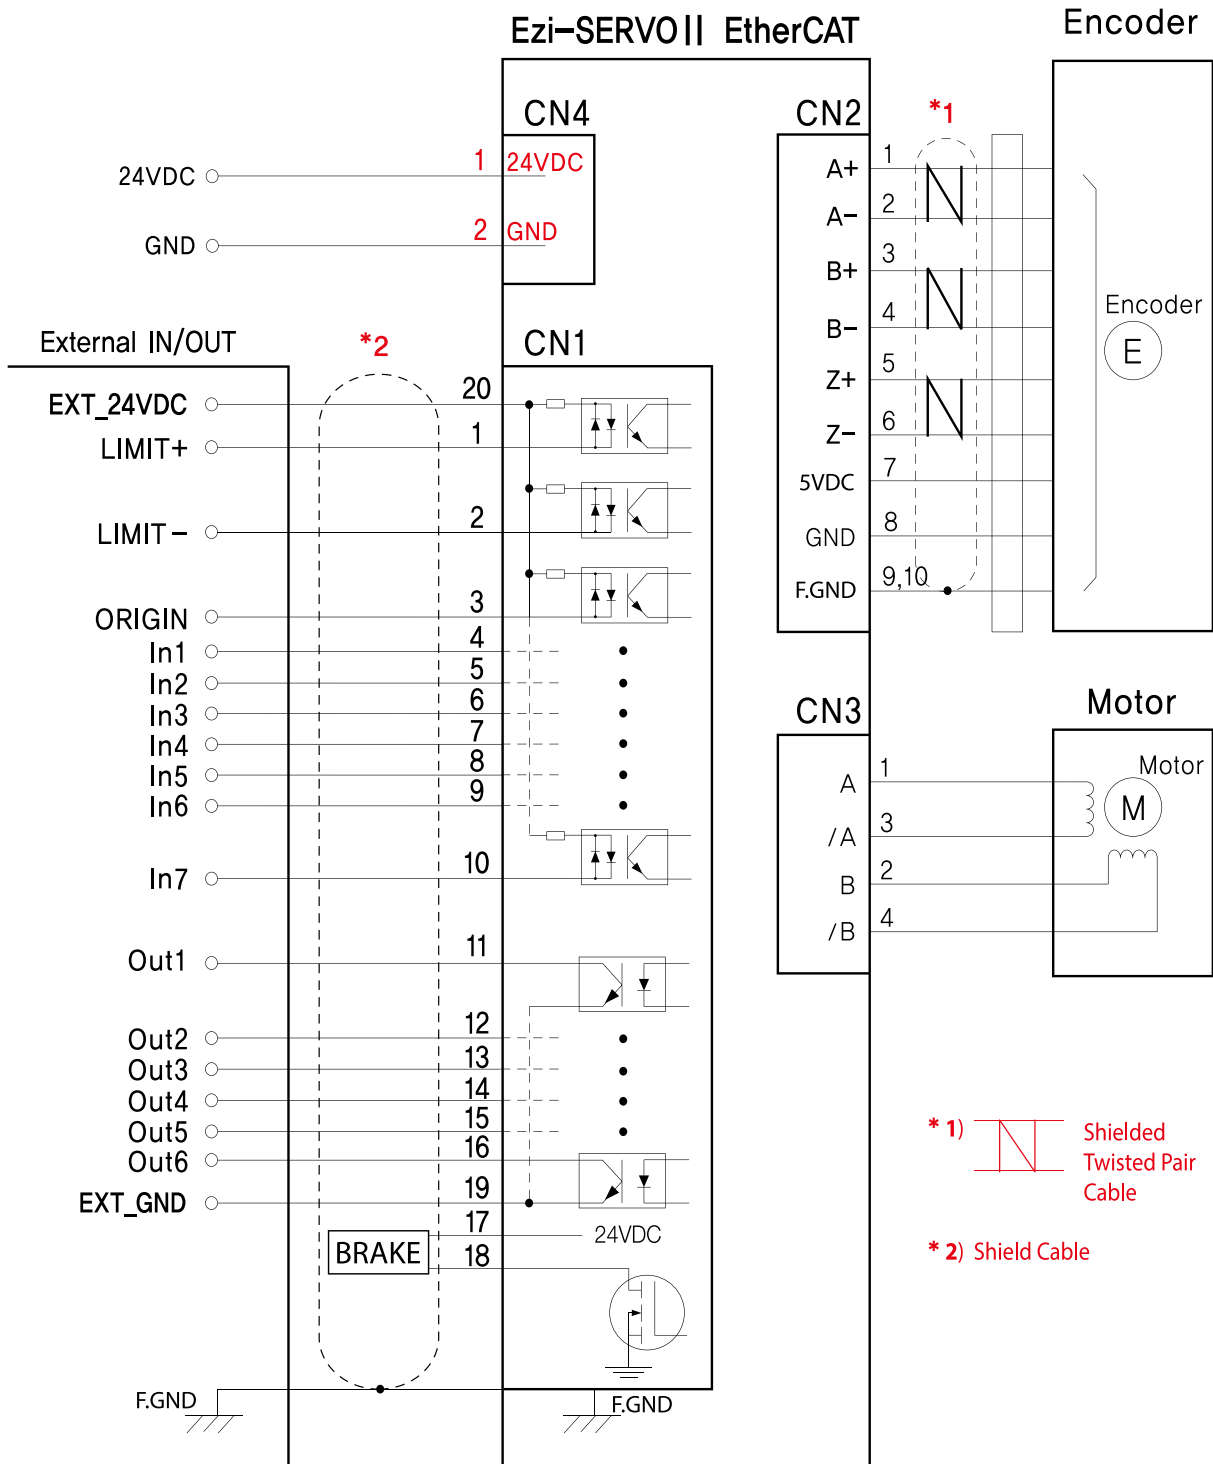 Ezi-SERVO II EtherCAT
Encoder
CN4
1 24VDC
24VDC
2 GND
GND
CN2
*1
A+ 1
A- 2
B+ 3
B- 4
Z+ 5
Z- 6
5VDC 7
GND 8
F.GND 9,10
Encoder
E
External IN/OUT
*2
CN1
EXT_24VDC 20
LIMIT+ 1
LIMIT- 2
ORIGIN 3
In1 4
In2 5
In3 6
In4 7
In5 8
In6 9
In7 10
Out1 11
Out2 12
Out3 13
Out4 14
Out5 15
Out6 16
EXT_GND 19
17 24VDC
BRAKE 18
F.GND
F.GND
CN3
Motor
A 1
/A 3
B 2
/B 4
Motor
M
* 1) Shielded
Twisted Pair
Cable
* 2) Shield Cable